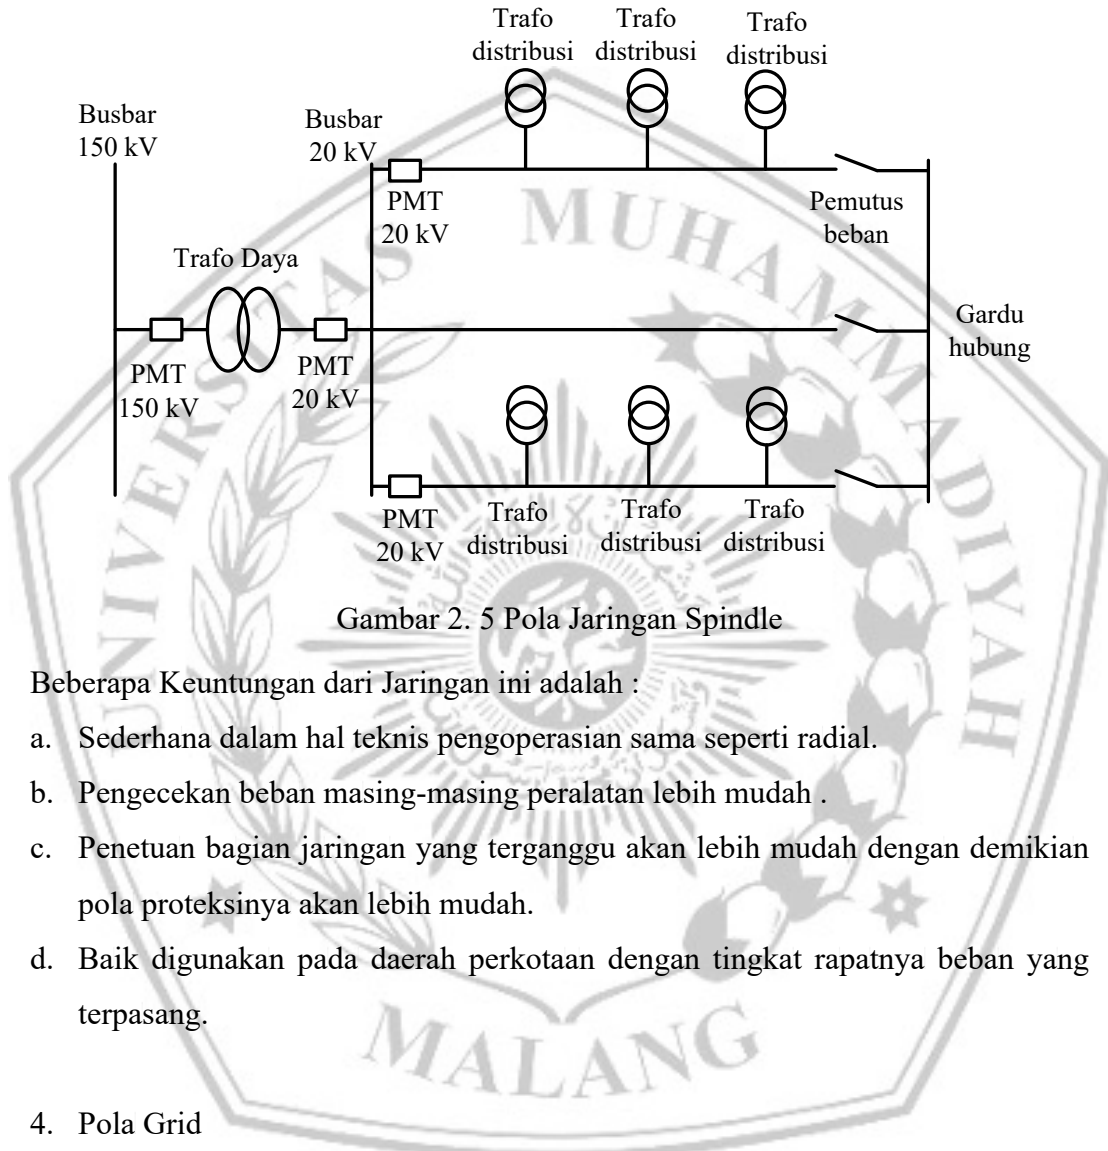 Trafo
distribusi
Trafo
distribusi
Trafo
distribusi
Busbar
150 kV
Busbar
20 kV
PMT
20 kV
Pemutus
beban
Trafo Daya
Gardu
hubung
PMT
150 kV
PMT
20 kV
PMT
20 kV
Trafo
distribusi
Trafo
distribusi
Trafo
distribusi
Gambar 2. 5 Pola Jaringan Spindle
Beberapa Keuntungan dari Jaringan ini adalah :
a. Sederhana dalam hal teknis pengoperasian sama seperti radial.
b. Pengecekan beban masing-masing peralatan lebih mudah .
c. Penetuan bagian jaringan yang terganggu akan lebih mudah dengan demikian
pola proteksinya akan lebih mudah.
d. Baik digunakan pada daerah perkotaan dengan tingkat rapatnya beban yang
terpasang.
4. Pola Grid
UNIVERSITAS MUHAMMADIYAH
MALANG